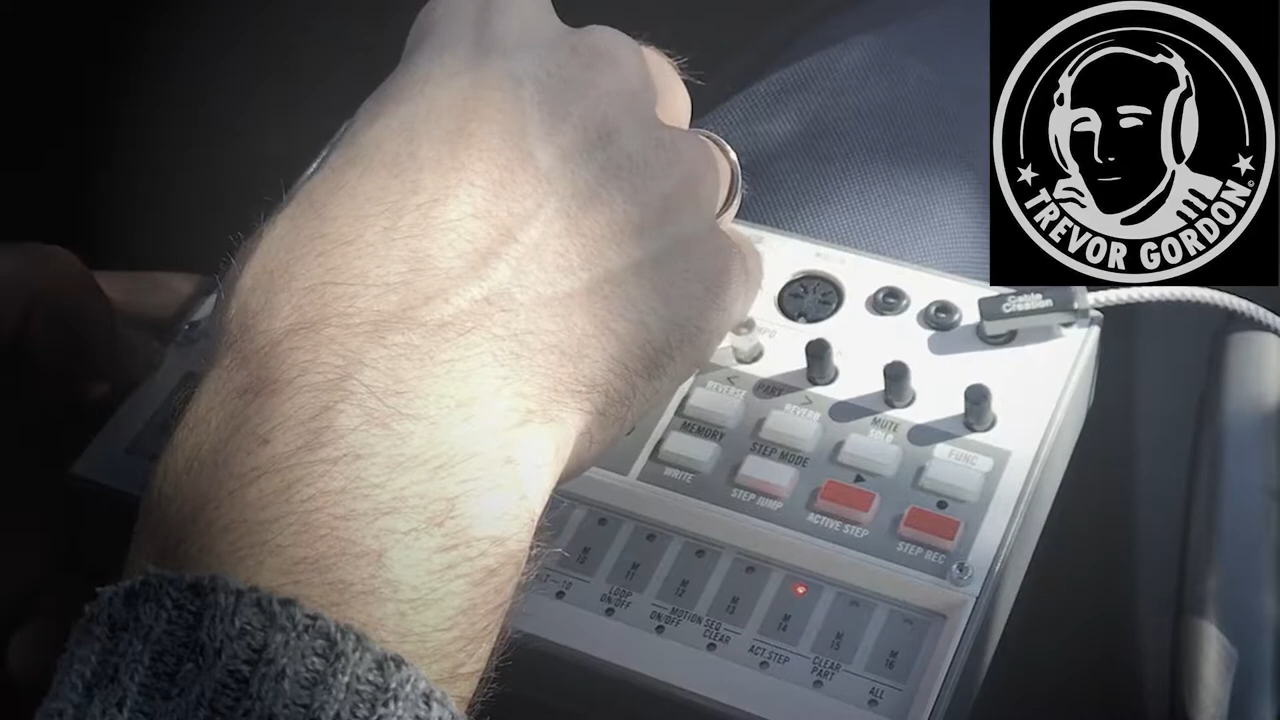 TREVOR GORDON
Cable
Creation
< PART >
REVERSE
REVERB
MUTE
SOLO
FUNC
MEMORY
STEP MODE
WRITE
STEP JUMP
ACTIVE STEP
STEP REC
M 10
M 11
M 12
M 13
M 14
M 15
M 16
LOOP
ON/OFF
MOTION SEQ
ON/OFF
CLEAR
ACT.STEP
CLEAR
PART
ALL